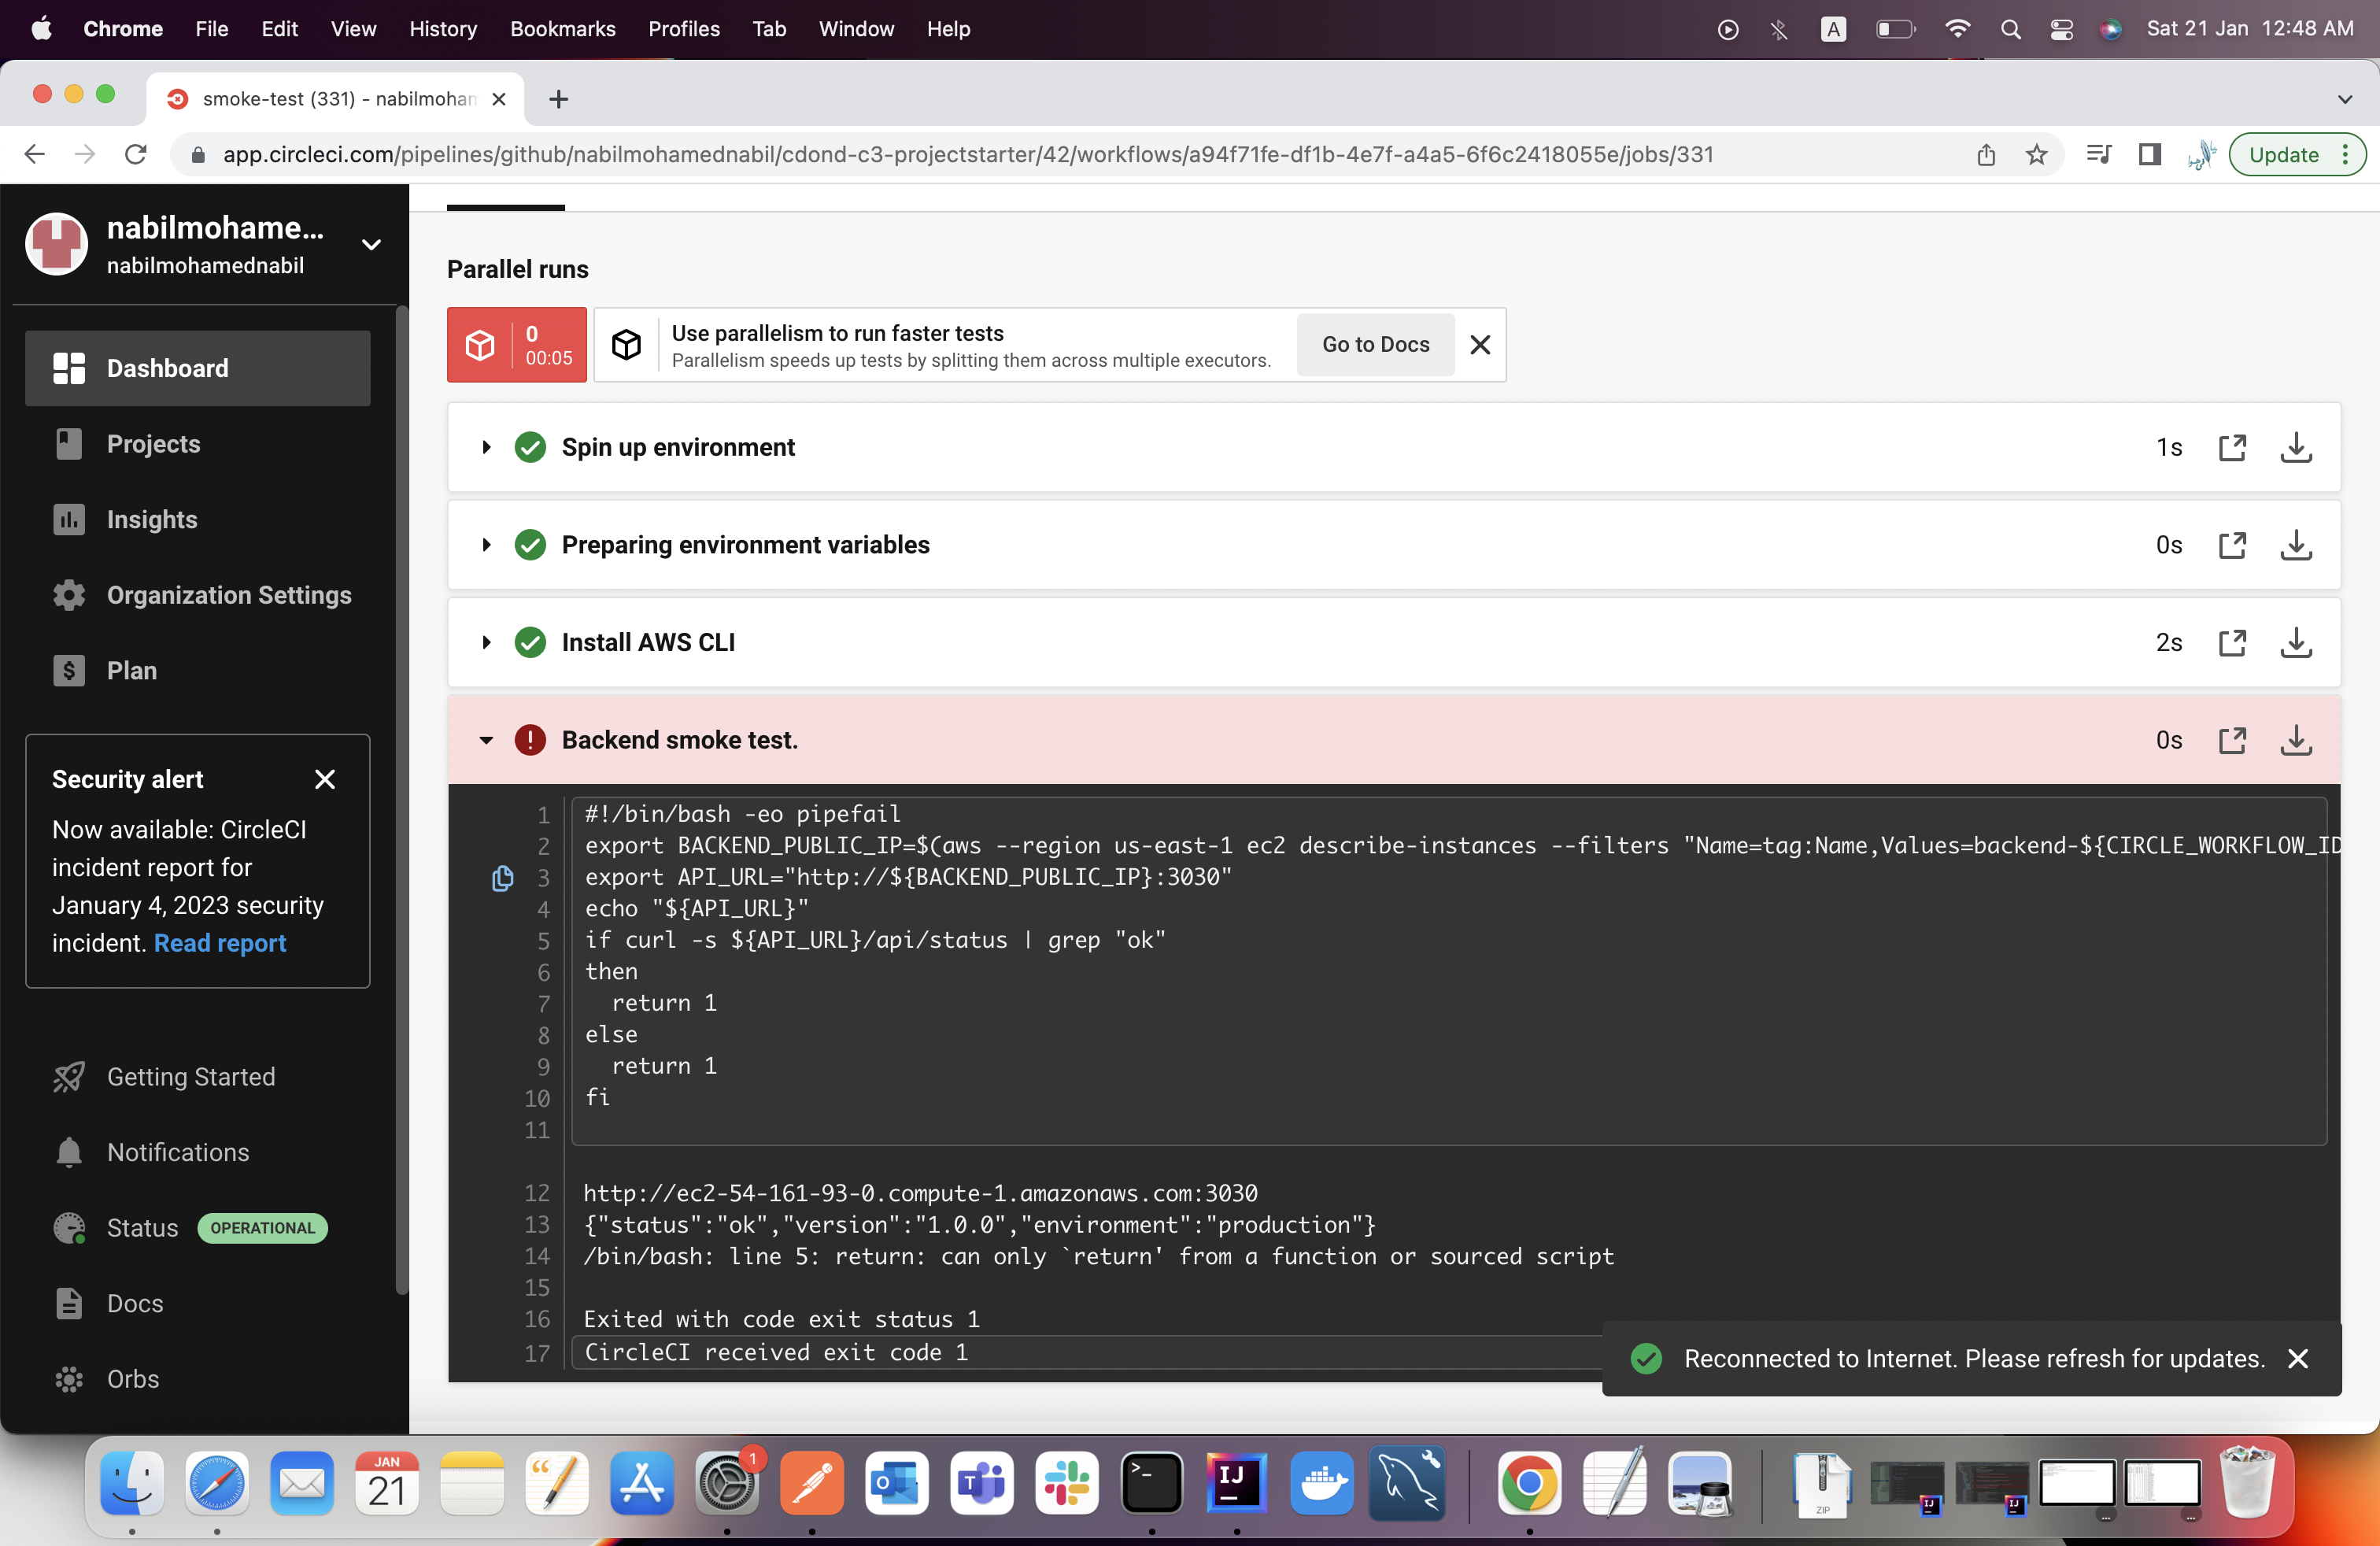 Chrome File Edit View History Bookmarks Profiles Tab Window Help
A
Sat 21 Jan 12:48 AM
smoke-test (331) - nabilmoham
app.circleci.com/pipelines/github/nabilmohamednabil/cdond-c3-projectstarter/42/workflows/a94f71fe-df1b-4e7f-a4a5-6f6c2418055e/jobs/331
Update
nabilmohame...
nabilmohamednabil
Dashboard
Projects
Insights
Organization Settings
Plan
Security alert
Now available: CircleCI
incident report for
January 4, 2023 security
incident. Read report
Getting Started
Notifications
Status OPERATIONAL
Docs
Orbs
Parallel runs
0
00:05
Use parallelism to run faster tests
Parallelism speeds up tests by splitting them across multiple executors.
Go to Docs
Spin up environment 1s
Preparing environment variables 0s
Install AWS CLI 2s
Backend smoke test. 0s
1 #!/bin/bash -eo pipefail
2 export BACKEND_PUBLIC_IP=$(aws --region us-east-1 ec2 describe-instances --filters "Name=tag:Name,Values=backend-${CIRCLE_WORKFLOW_ID
3 export API_URL="http://${BACKEND_PUBLIC_IP}:3030"
4 echo "${API_URL}"
5 if curl -s ${API_URL}/api/status | grep "ok"
6 then
7 return 1
8 else
9 return 1
10 fi
11
12 http://ec2-54-161-93-0.compute-1.amazonaws.com:3030
13 {"status":"ok","version":"1.0.0","environment":"production"}
14 /bin/bash: line 5: return: can only `return' from a function or sourced script
15
16 Exited with code exit status 1
17 CircleCI received exit code 1
Reconnected to Internet. Please refresh for updates.
JAN
21
1
IJ
ZIP